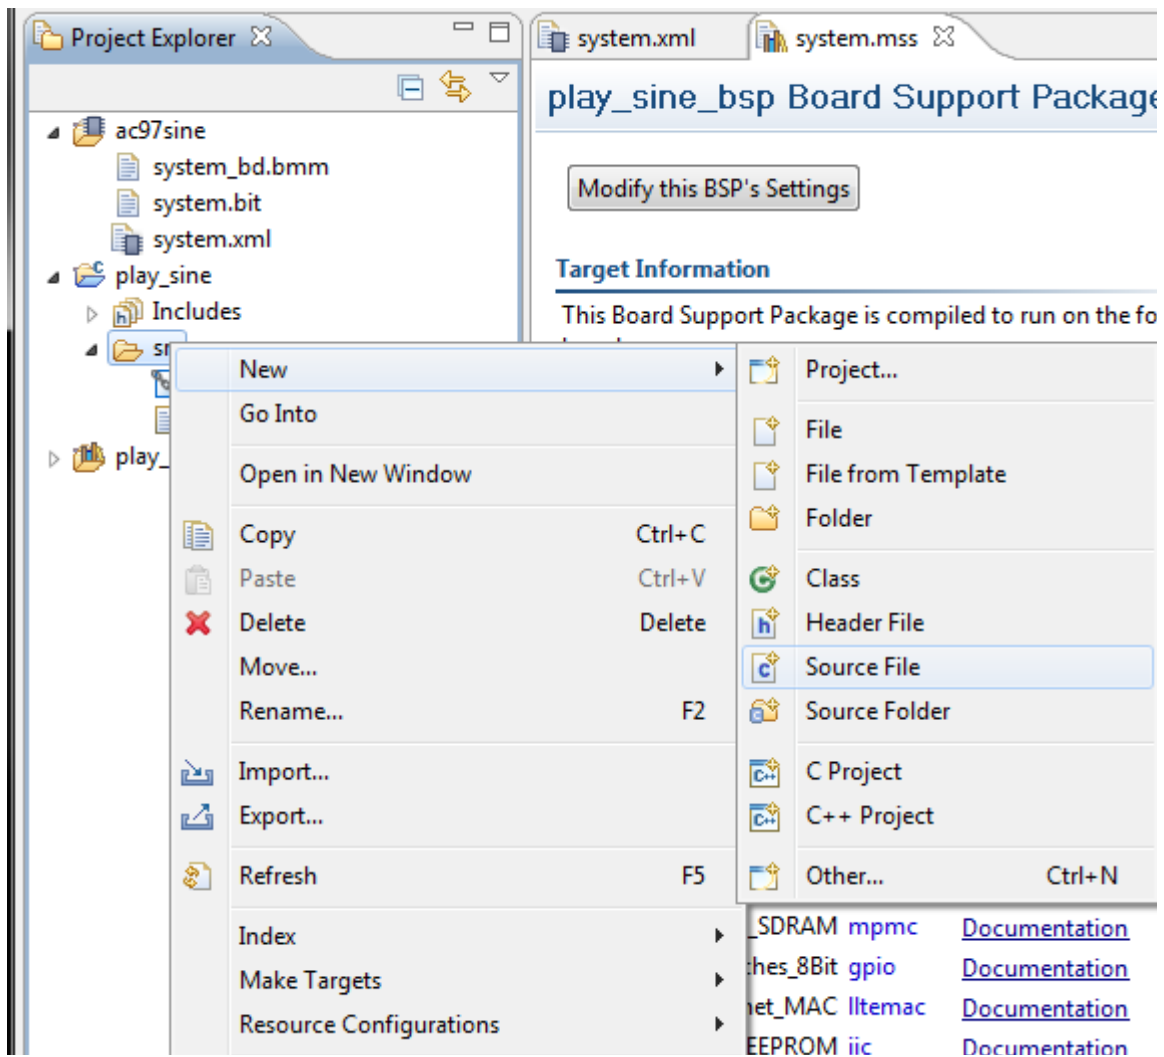 Project Explorer
system.xml
system.mss
play_sine_bsp Board Support Package
Modify this BSP's Settings
Target Information
This Board Support Package is compiled to run on the fo
ac97sine
system_bd.bmm
system.bit
system.xml
play_sine
Includes
play_
New
Go Into
Open in New Window
Copy Ctrl+C
Paste Ctrl+V
Delete Delete
Move...
Rename... F2
Import...
Export...
Refresh F5
Index
Make Targets
Resource Configurations
Project...
File
File from Template
Folder
Class
Header File
Source File
Source Folder
C Project
C++ Project
Other... Ctrl+N
_SDRAM mpmc Documentation
ches_8Bit gpio Documentation
net_MAC lltemac Documentation
EEPROM iic Documentation